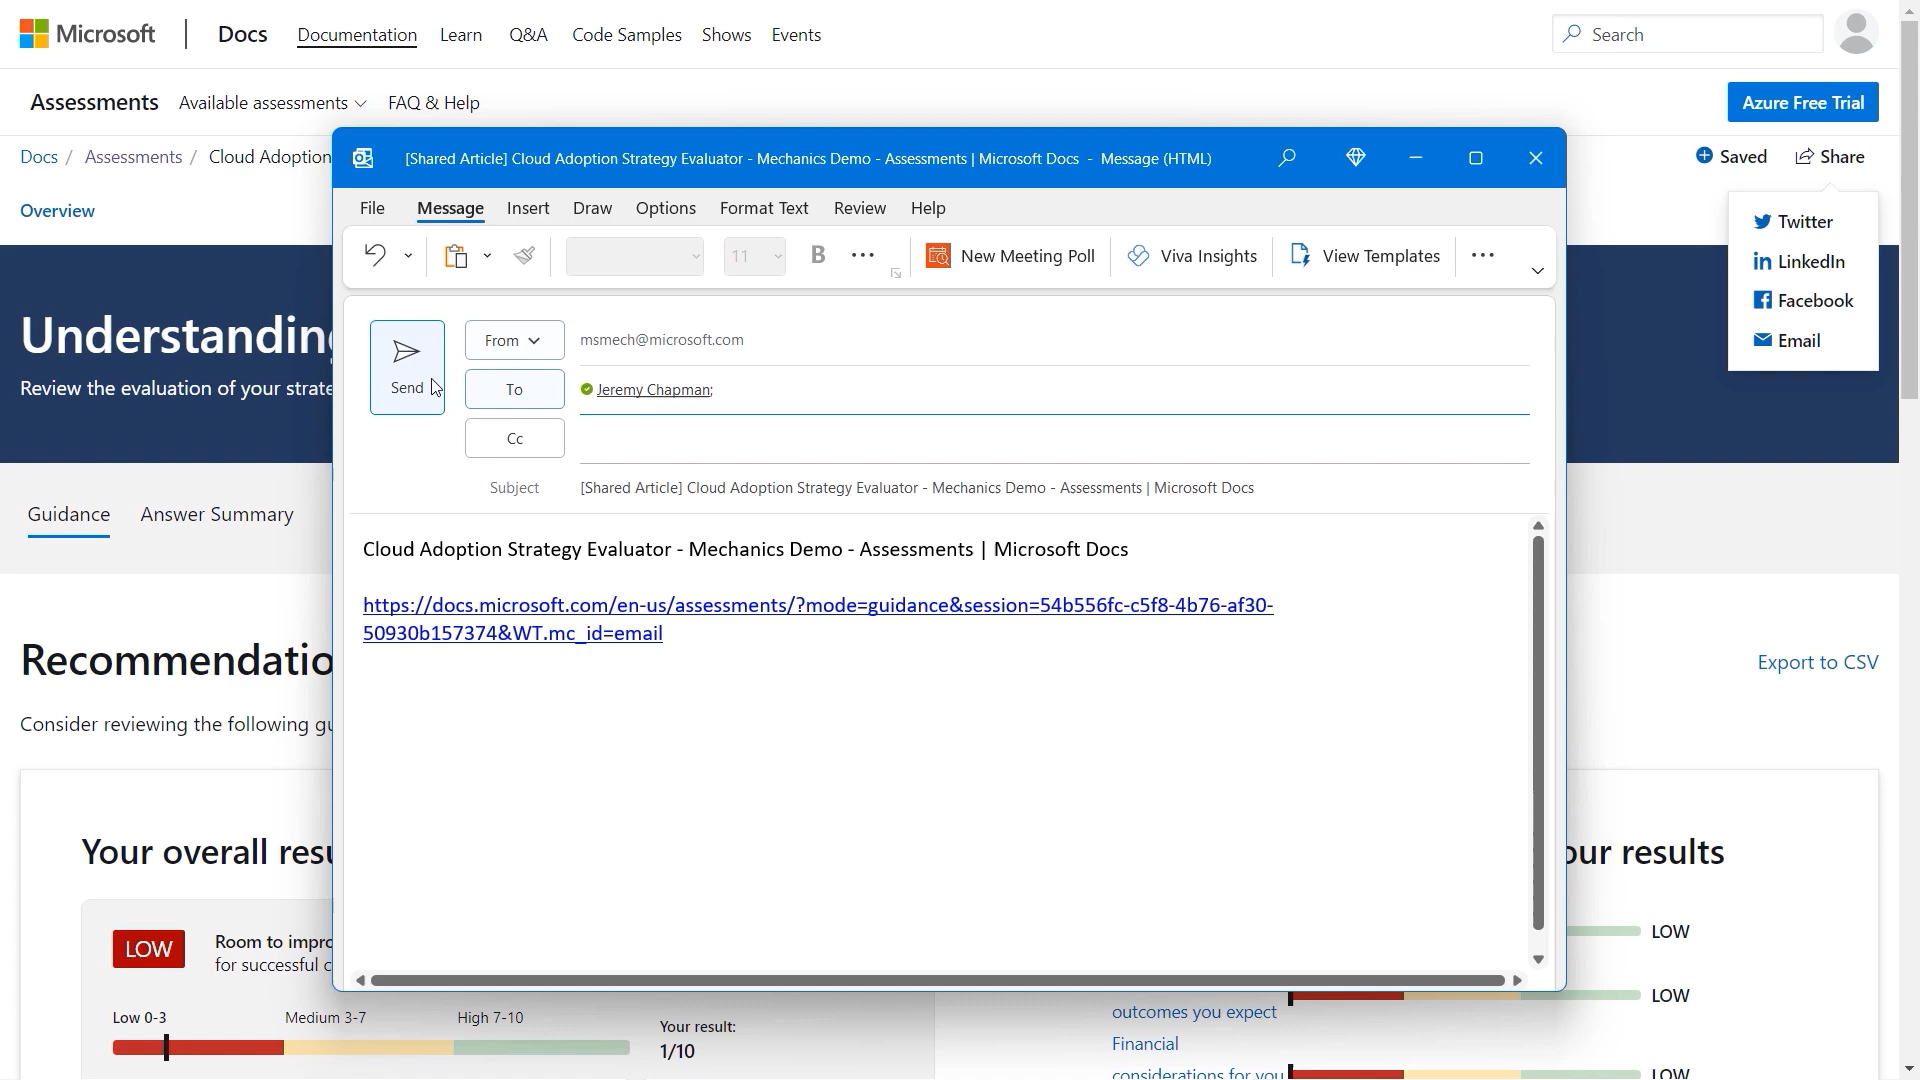 Microsoft
Docs
Documentation
Learn
Q&A
Code Samples
Shows
Events
Search
Assessments
Available assessments
FAQ & Help
Azure Free Trial
Docs / Assessments / Cloud Adoption
Saved
Share
Overview
Twitter
LinkedIn
Facebook
Email
Understanding
Review the evaluation of your strate
Guidance
Answer Summary
Recommendatio
Export to CSV
Consider reviewing the following gu
Your overall resu
our results
LOW
Room to impro
for successful c
Low 0-3
Medium 3-7
High 7-10
Your result:
1/10
LOW
outcomes you expect
LOW
Financial
considerations for you
LOW
[Shared Article] Cloud Adoption Strategy Evaluator - Mechanics Demo - Assessments | Microsoft Docs - Message (HTML)
File
Message
Insert
Draw
Options
Format Text
Review
Help
11
B
New Meeting Poll
Viva Insights
View Templates
Send
From
msmech@microsoft.com
To
Jeremy Chapman;
Cc
Subject
[Shared Article] Cloud Adoption Strategy Evaluator - Mechanics Demo - Assessments | Microsoft Docs
Cloud Adoption Strategy Evaluator - Mechanics Demo - Assessments | Microsoft Docs
https://docs.microsoft.com/en-us/assessments/?mode=guidance&session=54b556fc-c5f8-4b76-af30-
50930b157374&WT.mc_id=email